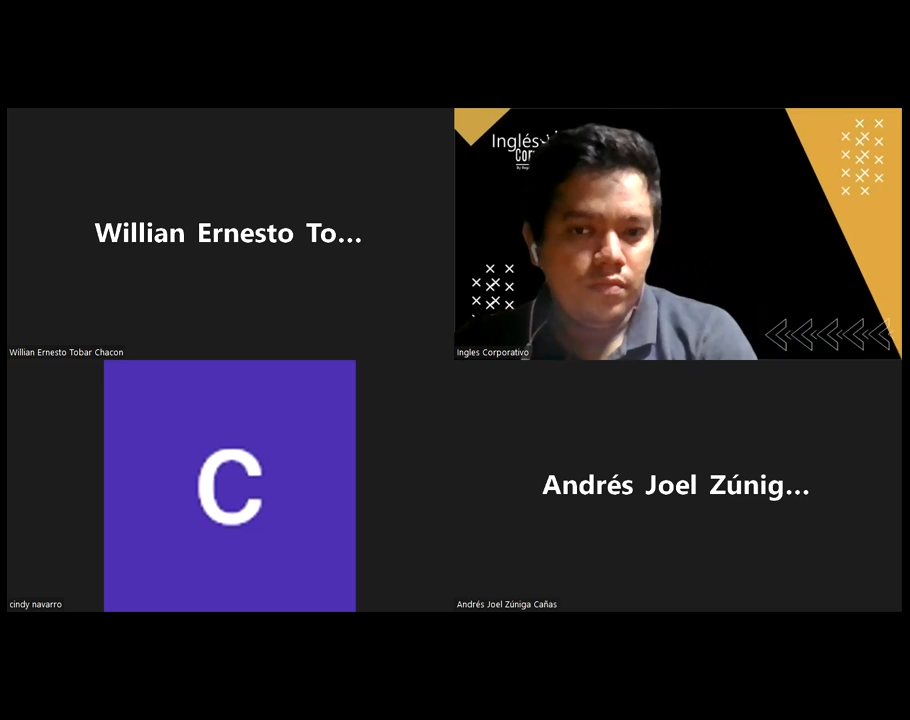 Willian Ernesto To...
Willian Ernesto Tobar Chacon
Inglés
Ingles Corporativo
C
cindy navarro
Andrés Joel Zúnig...
Andrés Joel Zúniga Cañas